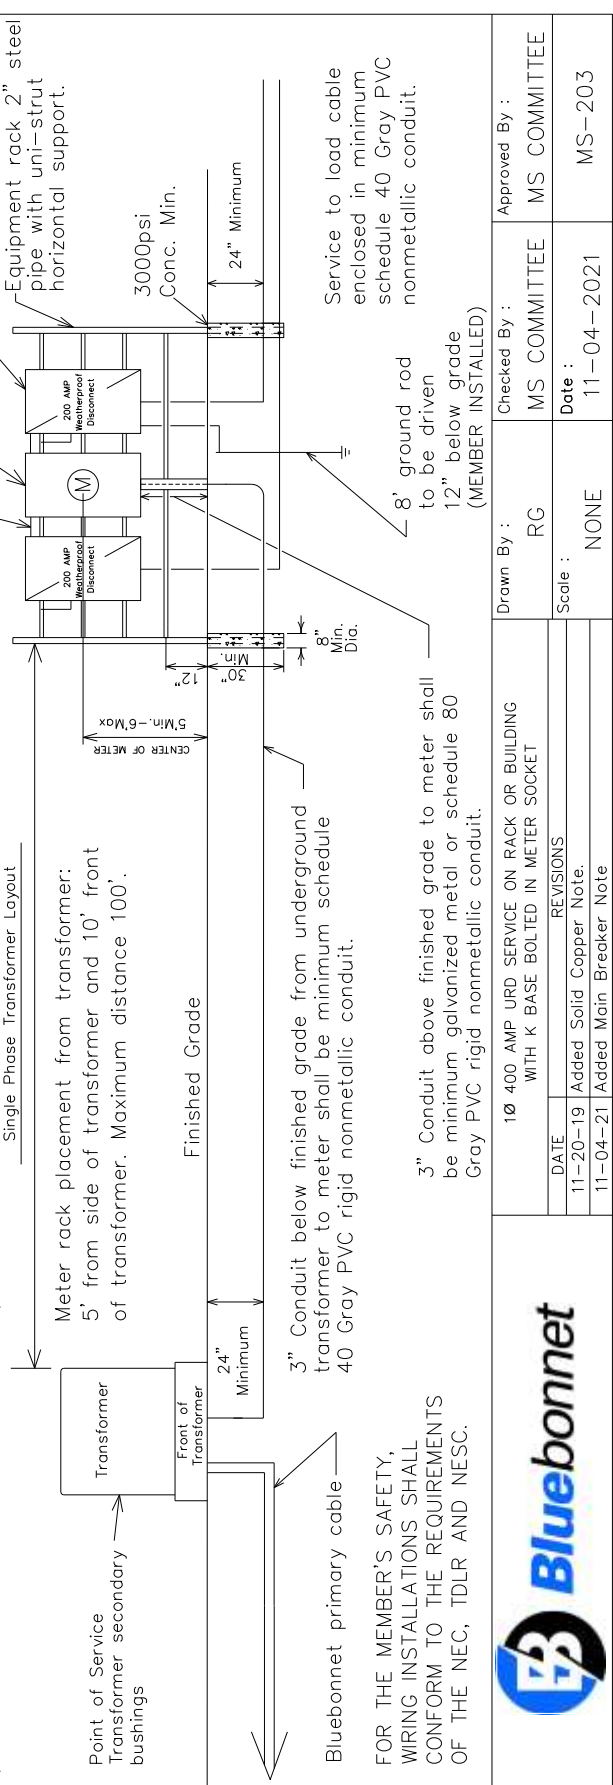 Single Phase Transformer Layout
Equipment rack 2" steel
pipe with uni-strut
horizontal support.
Point of Service
Transformer secondary
bushings
Transformer
Front of
Transformer
Meter rack placement from transformer:
5' from side of transformer and 10' front
of transformer. Maximum distance 100'.
Finished Grade
CENTER OF METER
5'Min.-6'Max
12"
30"
Min.
8"
Min.
Dia.
200 AMP
Weatherproof
Disconnect
M
200 AMP
Weatherproof
Disconnect
3000psi
Conc. Min.
24" Minimum
24"
Minimum
Bluebonnet primary cable
3" Conduit below finished grade from underground
transformer to meter shall be minimum schedule
40 Gray PVC rigid nonmetallic conduit.
Service to load cable
enclosed in minimum
schedule 40 Gray PVC
nonmetallic conduit.
8' ground rod
to be driven
12" below grade
(MEMBER INSTALLED)
3" Conduit above finished grade to meter shall
be minimum galvanized metal or schedule 80
Gray PVC rigid nonmetallic conduit.
FOR THE MEMBER'S SAFETY,
WIRING INSTALLATIONS SHALL
CONFORM TO THE REQUIREMENTS
OF THE NEC, TDLR AND NESC.
B Bluebonnet
1Ø 400 AMP URD SERVICE ON RACK OR BUILDING
WITH K BASE BOLTED IN METER SOCKET
DATE REVISIONS
11-20-19 Added Solid Copper Note.
11-04-21 Added Main Breaker Note
Drawn By :
RG
Checked By :
MS COMMITTEE
Approved By :
MS COMMITTEE
Scale :
NONE
Date :
11-04-2021
MS-203